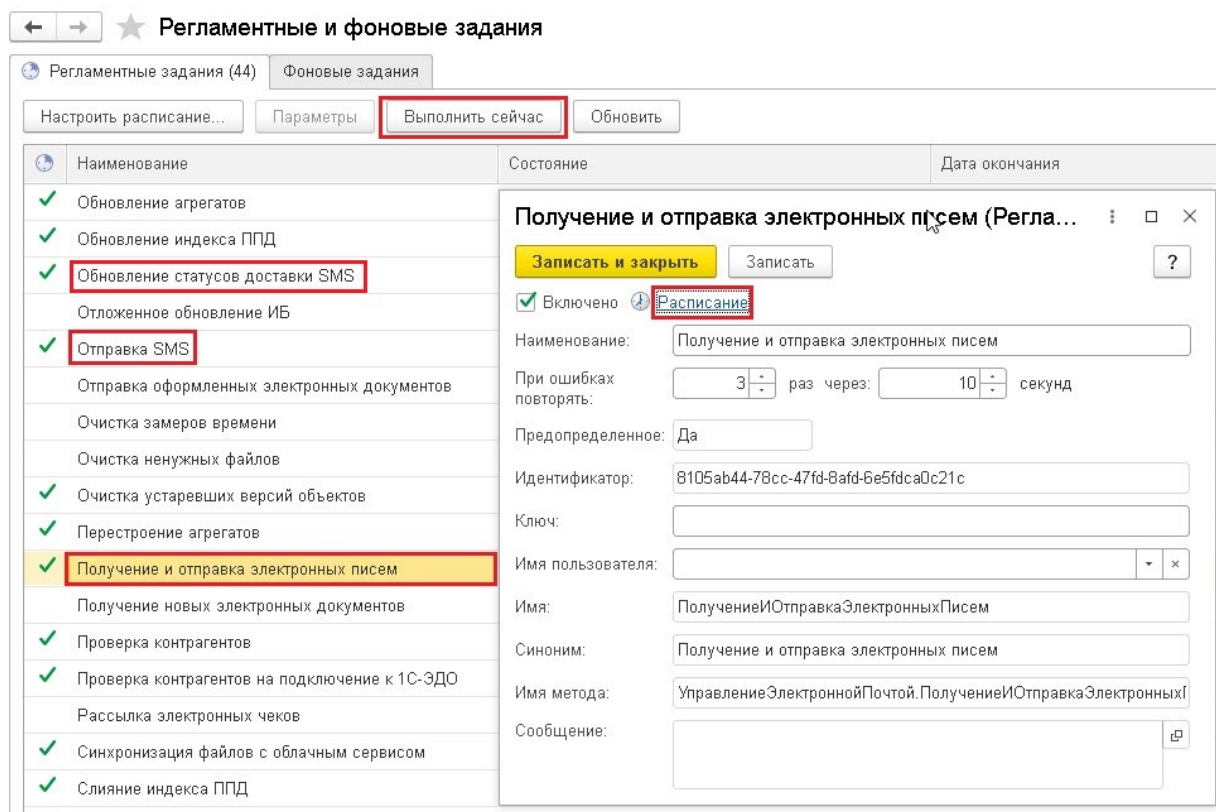 Регламентные и фоновые задания
Регламентные задания (44) Фоновые задания
Настроить расписание... Параметры Выполнить сейчас Обновить
Наименование Состояние Дата окончания
Обновление агрегатов
Обновление индекса ППД
Обновление статусов доставки SMS
Отложенное обновление ИБ
Отправка SMS
Отправка оформленных электронных документов
Очистка замеров времени
Очистка ненужных файлов
Очистка устаревших версий объектов
Перестроение агрегатов
Получение и отправка электронных писем
Получение новых электронных документов
Проверка контрагентов
Проверка контрагентов на подключение к 1С-ЭДО
Рассылка электронных чеков
Синхронизация файлов с облачным сервисом
Слияние индекса ППД
Получение и отправка электронных писем (Регла...
Записать и закрыть Записать ?
Включено Расписание
Наименование: Получение и отправка электронных писем
При ошибках
повторять: 3 раз через: 10 секунд
Предопределенное: Да
Идентификатор: 8105ab44-78cc-47fd-8afd-6e5fdca0c21c
Ключ:
Имя пользователя:
Имя: ПолучениеИОтправкаЭлектронныхПисем
Синоним: Получение и отправка электронных писем
Имя метода: УправлениеЭлектроннойПочтой.ПолучениеИОтправкаЭлектронных
Сообщение: